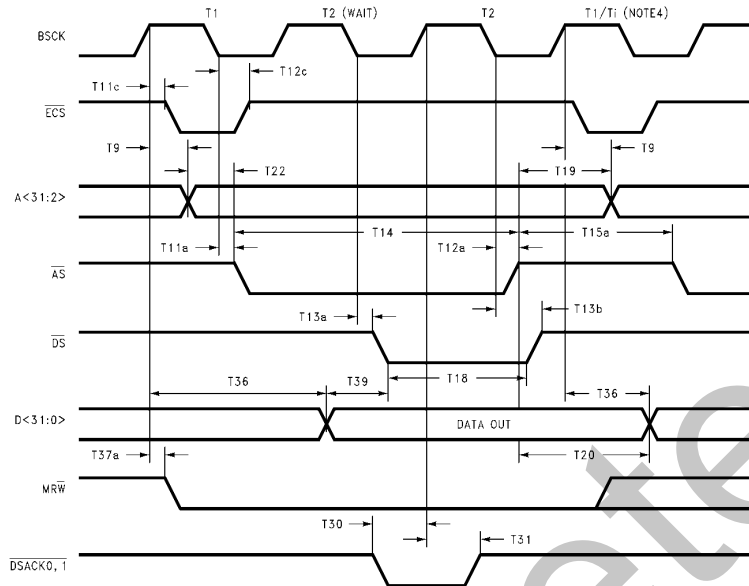 T1 T2 (WAIT) T2 T1/Ti (NOTE4)
BSCK
T11c T12c
ECS
T9 T9
T22 T19
A<31:2>
T14
T11a T12a T15a
AS
T13a T13b
DS
T36 T39 T18 T36
D<31:0> DATA OUT
T37a T20
MRW
T30 T31
DSACK0, 1